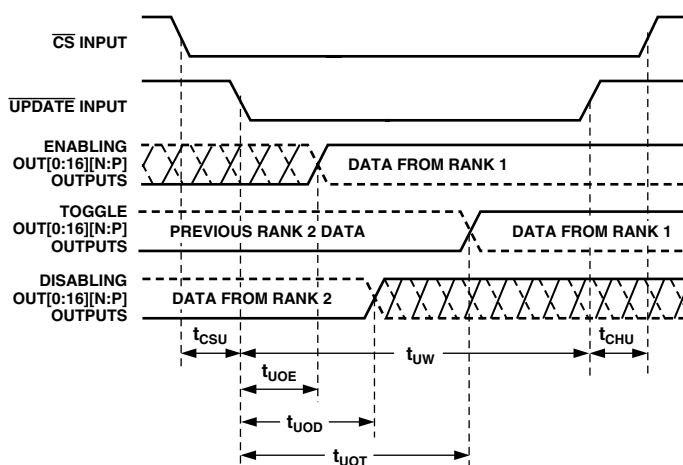 CS INPUT
UPDATE INPUT
ENABLING
OUT[0:16][N:P]
OUTPUTS
DATA FROM RANK 1
TOGGLE
OUT[0:16][N:P]
OUTPUTS
PREVIOUS RANK 2 DATA
DATA FROM RANK 1
DISABLING
OUT[0:16][N:P]
OUTPUTS
DATA FROM RANK 2
tCSU
tUW
tCHU
tUOE
tUOD
tUOT